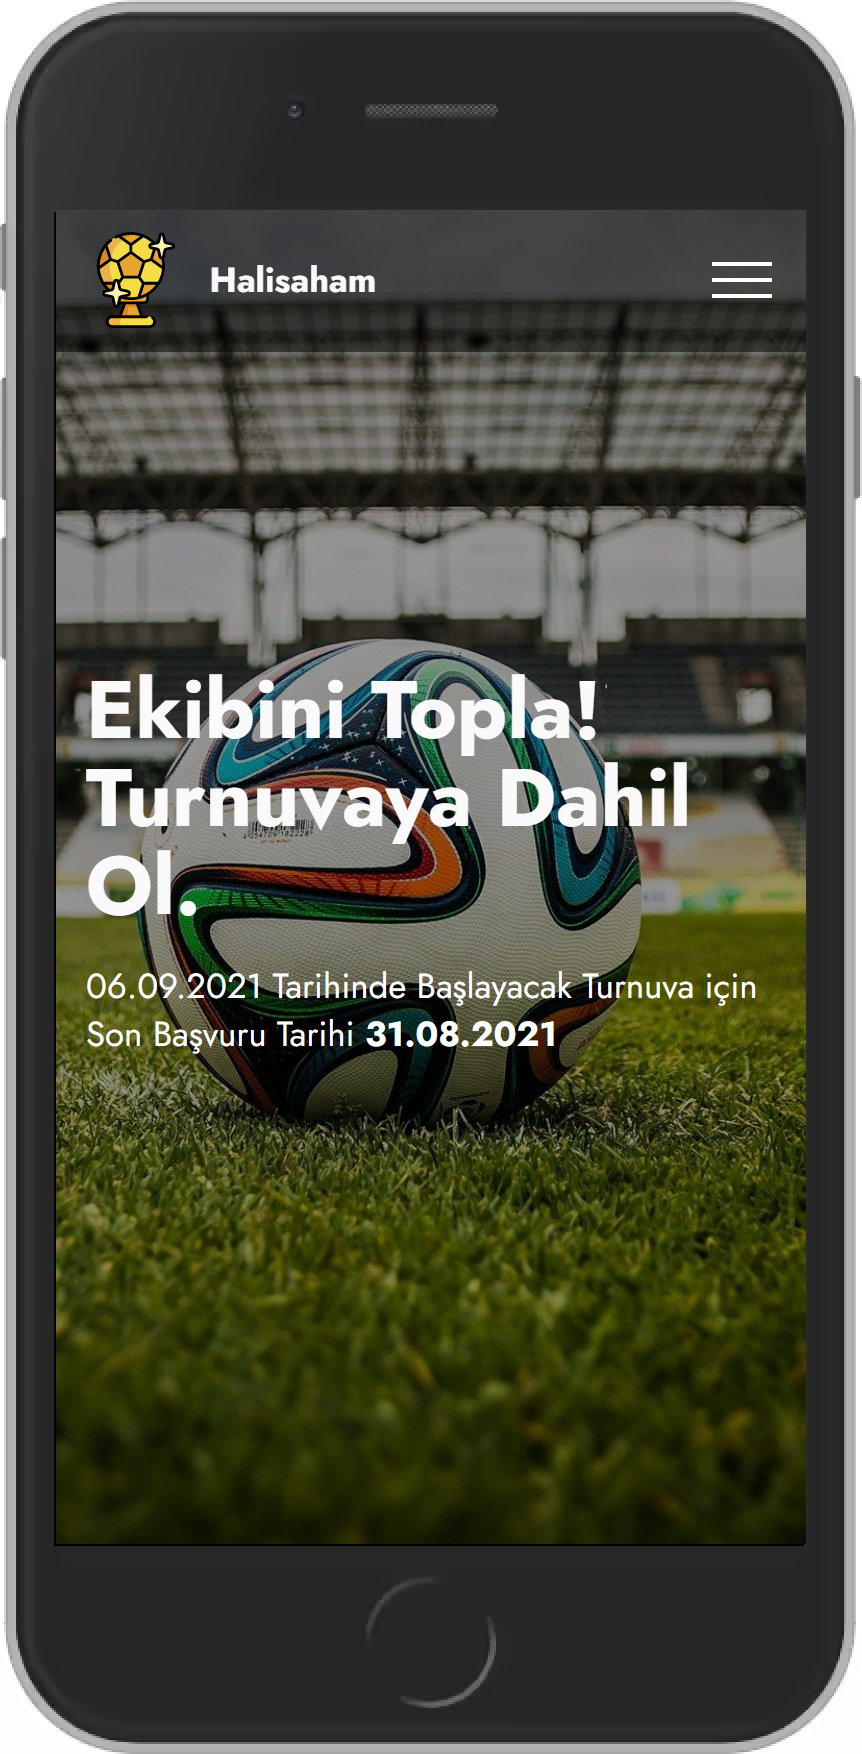 Halisaham
Ekibini Topla!
Turnuvaya Dahil
Ol.
06.09.2021 Tarihinde Başlayacak Turnuva için
Son Başvuru Tarihi 31.08.2021